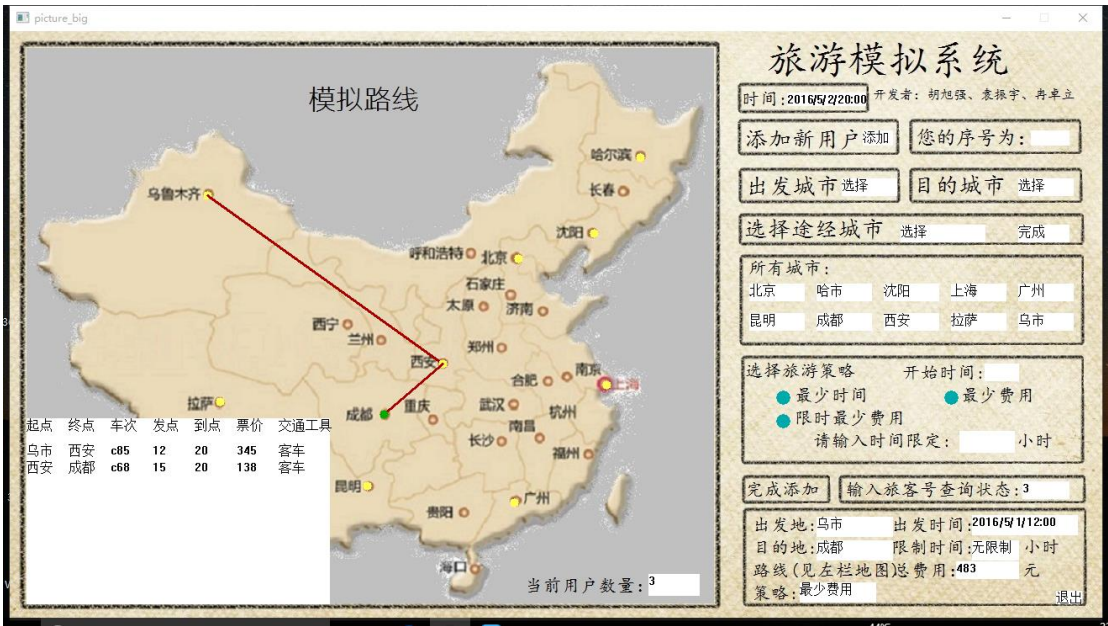 picture_big
模拟路线
哈尔滨
乌鲁木齐
长春
沈阳
呼和浩特
北京
石家庄
太原
济南
西宁
兰州
西安
郑州
南京
上海
合肥
拉萨
成都
重庆
武汉
杭州
南昌
长沙
福州
昆明
广州
贵阳
海口
起点 终点 车次 发点 到点 票价 交通工具
乌市 西安 c85 12 20 345 客车
西安 成都 c68 15 20 138 客车
当前用户数量:3
旅游模拟系统
时间:2016/5/2/20:00 开发者：胡旭强、袁振宇、冉卓立
添加新用户 添加 您的序号为:
出发城市 选择 目的城市 选择
选择途经城市 选择 完成
所有城市:
北京 哈市 沈阳 上海 广州
昆明 成都 西安 拉萨 乌市
选择旅游策略 开始时间:
最少时间 最少费用
限时最少费用
请输入时间限定: 小时
完成添加 输入旅客号查询状态:3
出发地:乌市 出发时间:2016/5/1/12:00
目的地:成都 限制时间:无限制 小时
路线(见左栏地图)总费用:483 元
策略:最少费用
退出